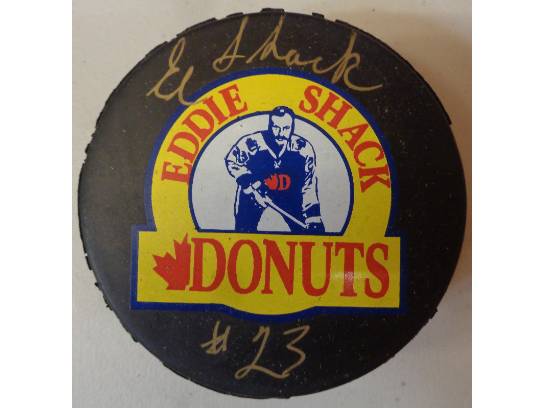 E Shack
EDDIE SHACK
D
DONUTS
#23